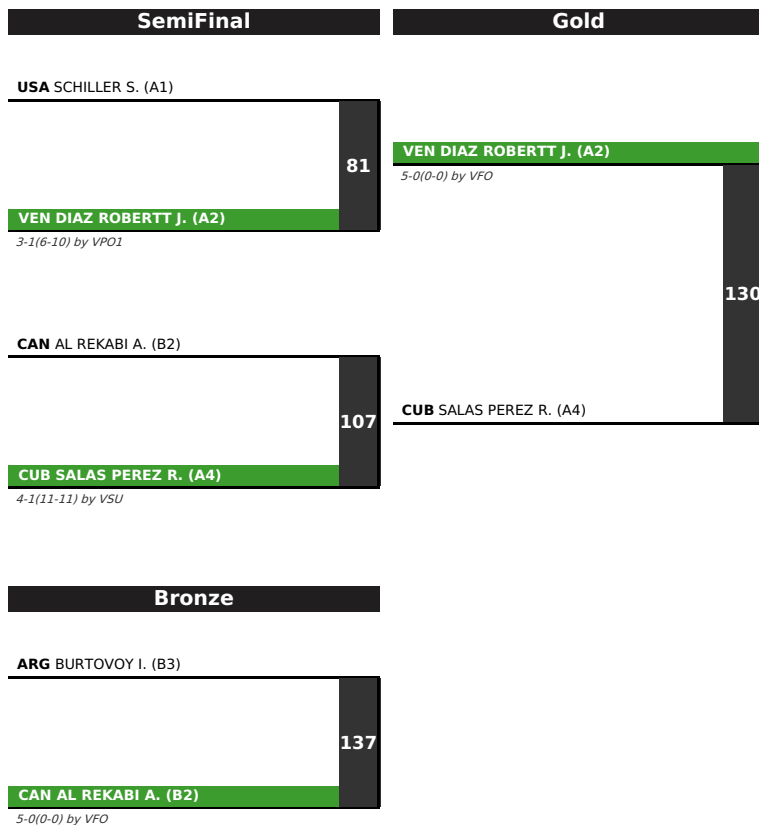 SemiFinal
USA SCHILLER S. (A1)
81
VEN DIAZ ROBERTT J. (A2)
3-1(6-10) by VPO1
CAN AL REKABI A. (B2)
107
CUB SALAS PEREZ R. (A4)
4-1(11-11) by VSU
Gold
VEN DIAZ ROBERTT J. (A2)
5-0(0-0) by VFO
130
CUB SALAS PEREZ R. (A4)
Bronze
ARG BURTOVOY I. (B3)
137
CAN AL REKABI A. (B2)
5-0(0-0) by VFO